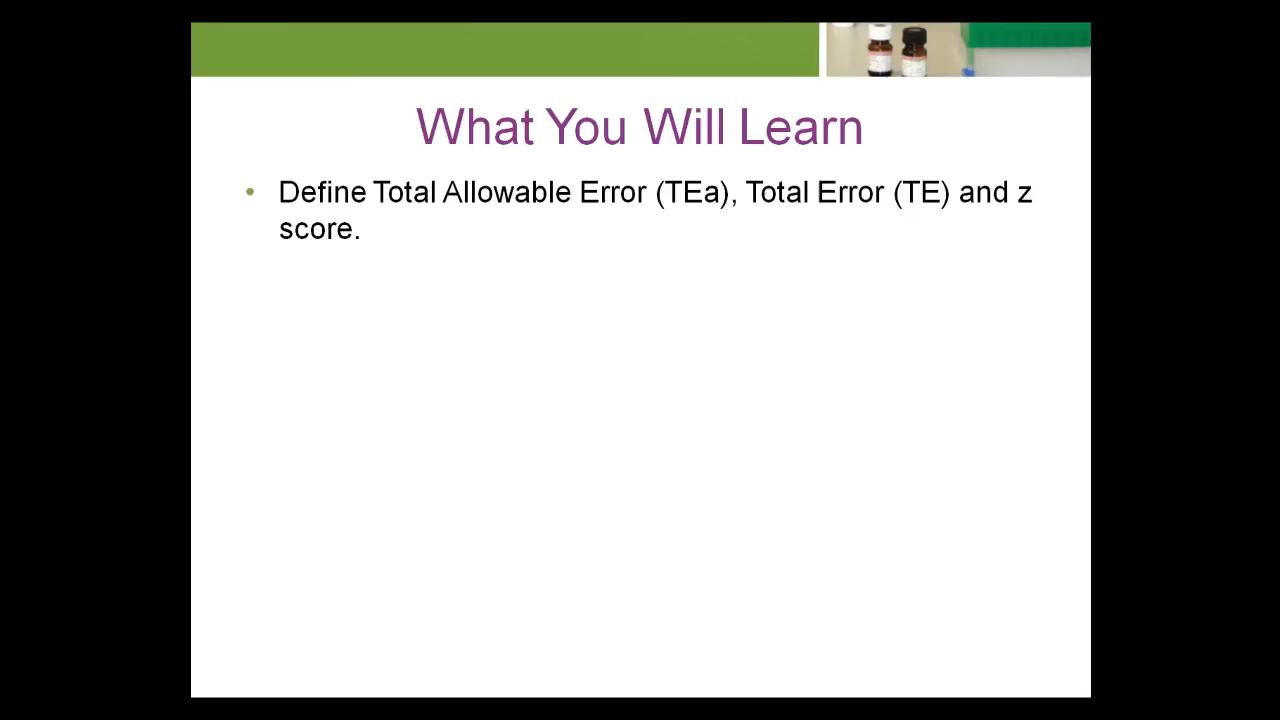 What You Will Learn
• Define Total Allowable Error (TEa), Total Error (TE) and z
score.